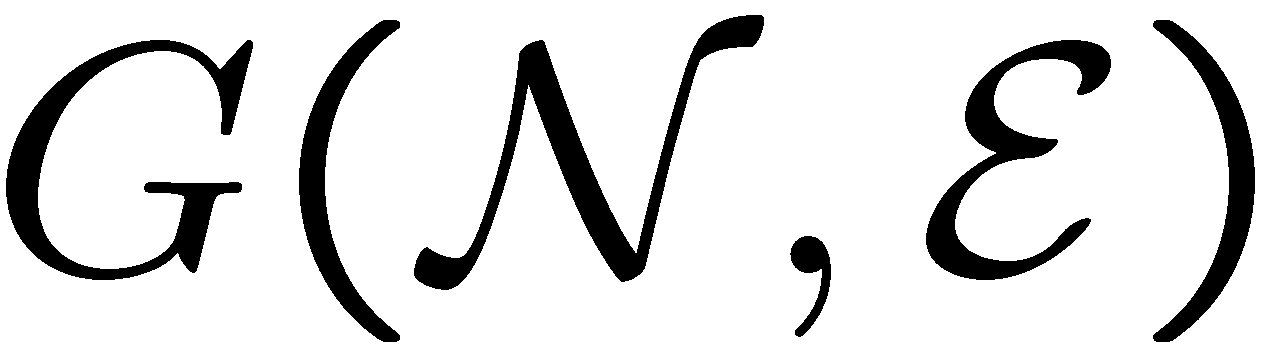 G(𝒩, ℰ)